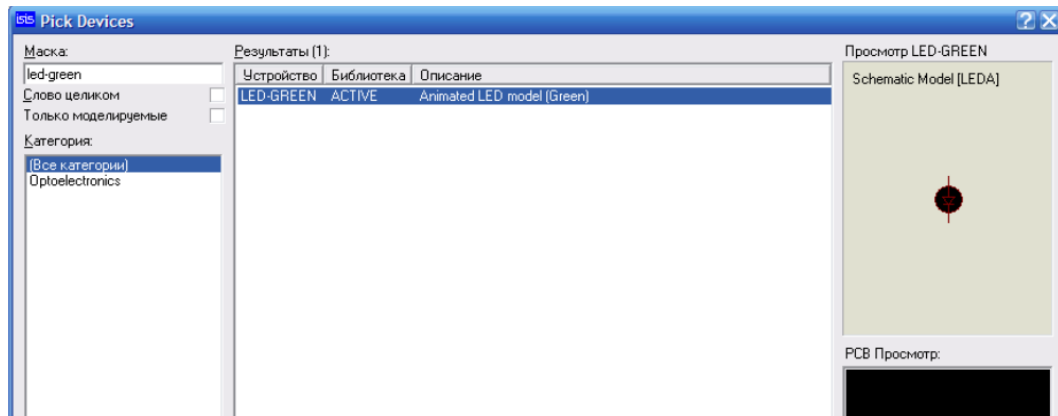 isis Pick Devices
Маска:
led-green
Слово целиком
Только моделируемые
Категория:
(Все категории)
Optoelectronics
Результаты (1):
Устройство Библиотека Описание
LED-GREEN ACTIVE Animated LED model (Green)
Просмотр LED-GREEN
Schematic Model [LEDA]
PCB Просмотр: